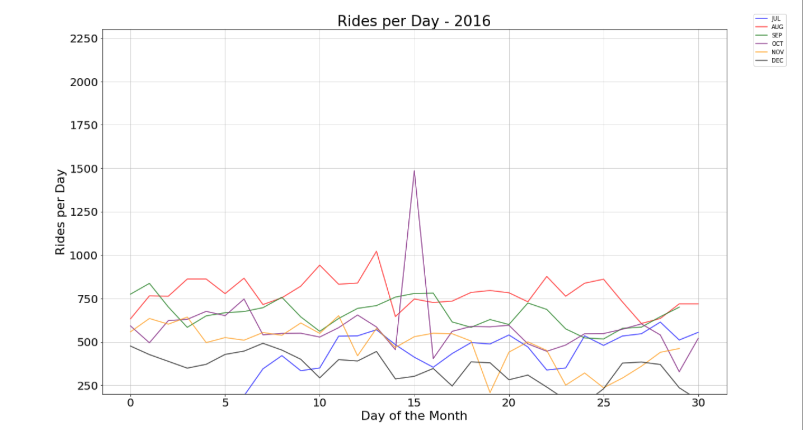 Rides per Day - 2016
JUL
AUG
SEP
OCT
NOV
DEC
2250
2000
1750
1500
1250
1000
750
500
250
Rides per Day
0 5 10 15 20 25 30
Day of the Month